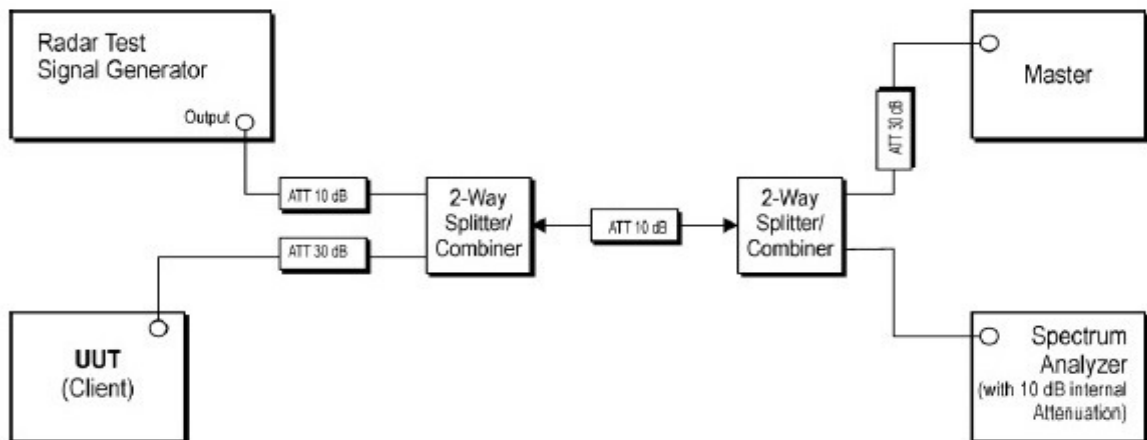 Radar Test
Signal Generator
Output
ATT 10 dB
ATT 30 dB
UUT
(Client)
2-Way
Splitter/
Combiner
ATT 10 dB
2-Way
Splitter/
Combiner
ATT 30 dB
Master
Spectrum
Analyzer
(with 10 dB internal
Attenuation)